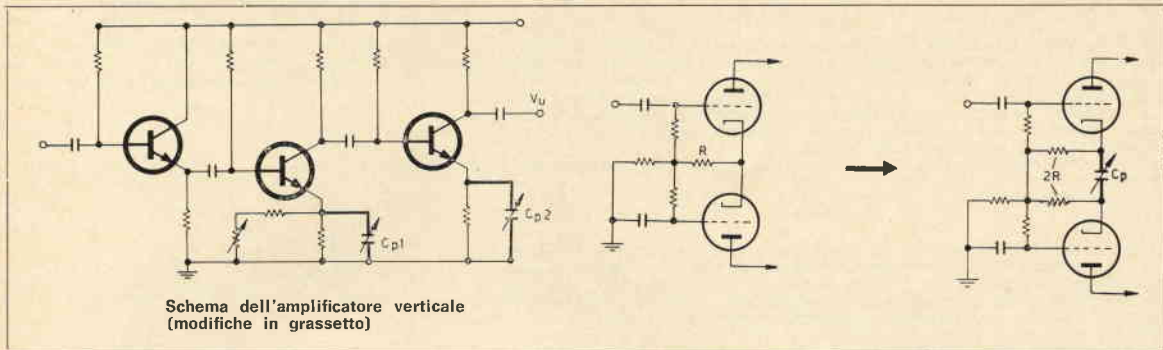 Vu
Cp1
Cp2
R
2R
Cp
Schema dell'amplificatore verticale
(modifiche in grassetto)